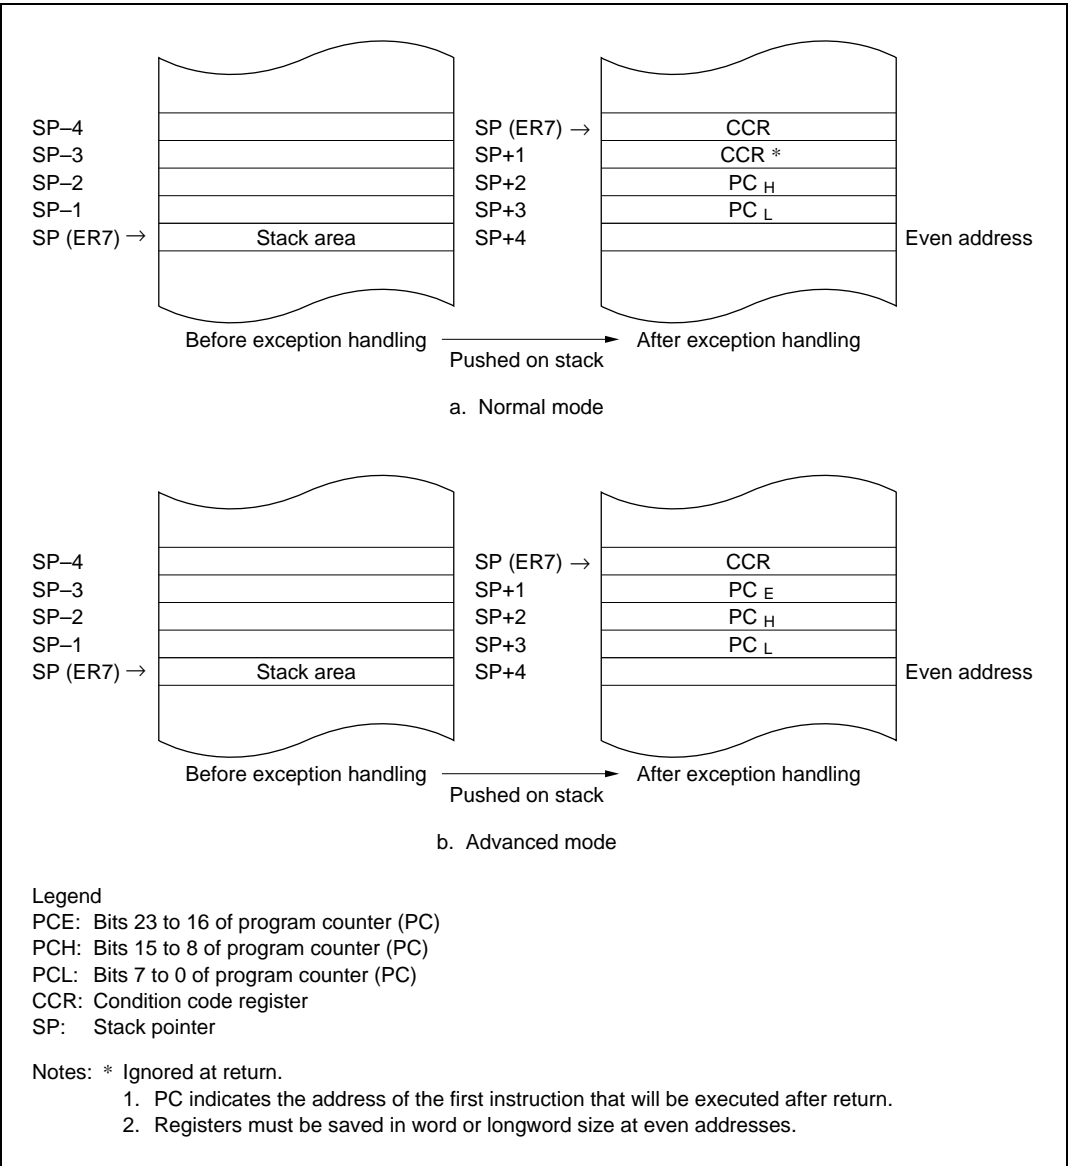 SP–4 SP (ER7) → CCR
SP–3 SP+1 CCR *
SP–2 SP+2 PC H
SP–1 SP+3 PC L
SP (ER7) → Stack area SP+4 Even address
Before exception handling After exception handling
Pushed on stack
a. Normal mode
SP–4 SP (ER7) → CCR
SP–3 SP+1 PC E
SP–2 SP+2 PC H
SP–1 SP+3 PC L
SP (ER7) → Stack area SP+4 Even address
Before exception handling After exception handling
Pushed on stack
b. Advanced mode
Legend
PCE: Bits 23 to 16 of program counter (PC)
PCH: Bits 15 to 8 of program counter (PC)
PCL: Bits 7 to 0 of program counter (PC)
CCR: Condition code register
SP: Stack pointer
Notes: * Ignored at return.
1. PC indicates the address of the first instruction that will be executed after return.
2. Registers must be saved in word or longword size at even addresses.